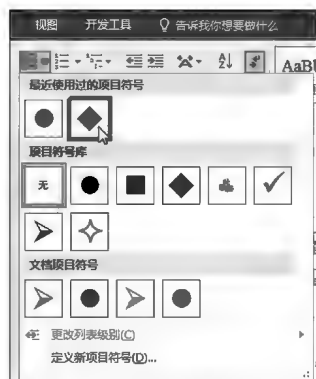 视图 开发工具 告诉我你想要做什么
AaB
最近使用过的项目符号
项目符号库
无
文档项目符号
更改列表级别(C)
定义新项目符号(D)...